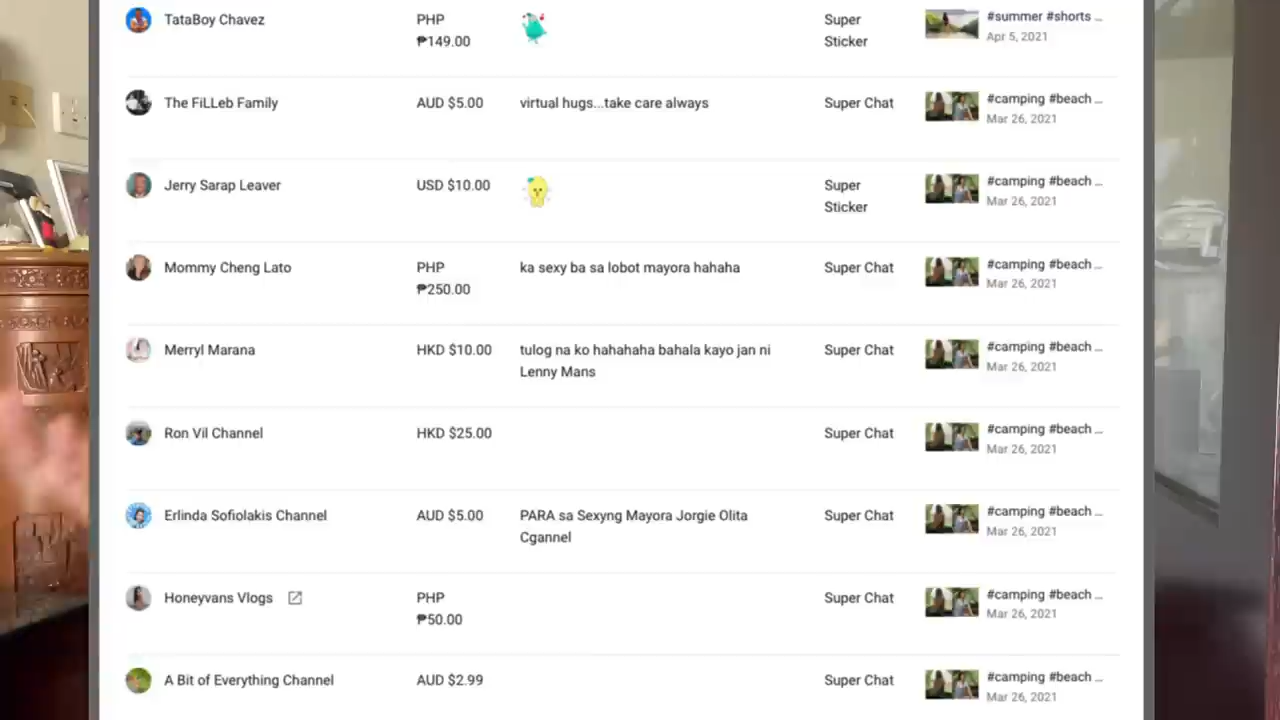 TataBoy Chavez
PHP
₱149.00
Super
Sticker
#summer #shorts ...
Apr 5, 2021
The FiLLeb Family
AUD $5.00
virtual hugs...take care always
Super Chat
#camping #beach ...
Mar 26, 2021
Jerry Sarap Leaver
USD $10.00
Super
Sticker
#camping #beach ...
Mar 26, 2021
Mommy Cheng Lato
PHP
₱250.00
ka sexy ba sa lobot mayora hahaha
Super Chat
#camping #beach ...
Mar 26, 2021
Merryl Marana
HKD $10.00
tulog na ko hahahaha bahala kayo jan ni
Lenny Mans
Super Chat
#camping #beach ...
Mar 26, 2021
Ron Vil Channel
HKD $25.00
Super Chat
#camping #beach ...
Mar 26, 2021
Erlinda Sofiolakis Channel
AUD $5.00
PARA sa Sexyng Mayora Jorgie Olita
Cgannel
Super Chat
#camping #beach ...
Mar 26, 2021
Honeyvans Vlogs
PHP
₱50.00
Super Chat
#camping #beach ...
Mar 26, 2021
A Bit of Everything Channel
AUD $2.99
Super Chat
#camping #beach ...
Mar 26, 2021